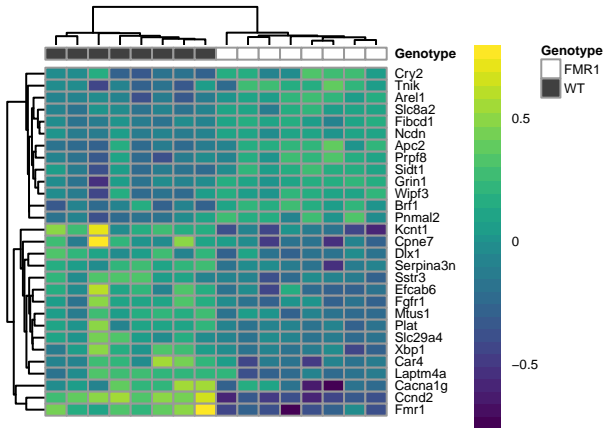 Genotype
Cry2
Tnik
Arel1
Slc8a2
Fibcd1
Ncdn
Apc2
Prpf8
Sidt1
Grin1
Wipf3
Brf1
Pnmal2
Kcnt1
Cpne7
Dlx1
Serpina3n
Sstr3
Efcab6
Fgfr1
Mtus1
Plat
Slc29a4
Xbp1
Car4
Laptm4a
Cacna1g
Ccnd2
Fmr1
0.5
0
−0.5
Genotype
FMR1
WT